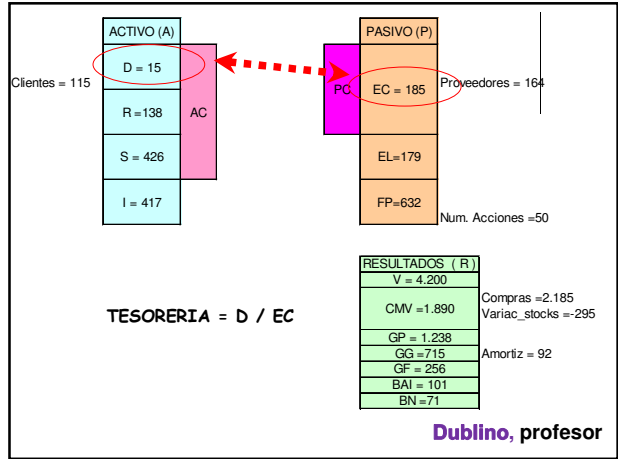 ACTIVO (A)
D = 15
Clientes = 115
R =138
AC
S = 426
I = 417
PASIVO (P)
PC
EC = 185
Proveedores = 164
EL=179
FP=632
Num. Acciones =50
TESORERIA = D / EC
RESULTADOS ( R )
V = 4.200
CMV =1.890
Compras =2.185
Variac_stocks =-295
GP = 1.238
GG =715
Amortiz = 92
GF = 256
BAI = 101
BN =71
Dublino, profesor